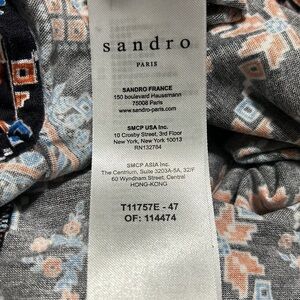 sandro
PARIS
SANDRO FRANCE
150 boulevard Haussmann
75008 Paris
www.sandro-paris.com
SMCP USA Inc.
10 Crosby Street, 3rd Floor
New York, New York 10013
RN132784
SMCP ASIA Inc.
The Centrium, Suite 3203A-5A, 32/F
60 Wyndham Street, Central
HONG-KONG
T11757E - 47
OF: 114474